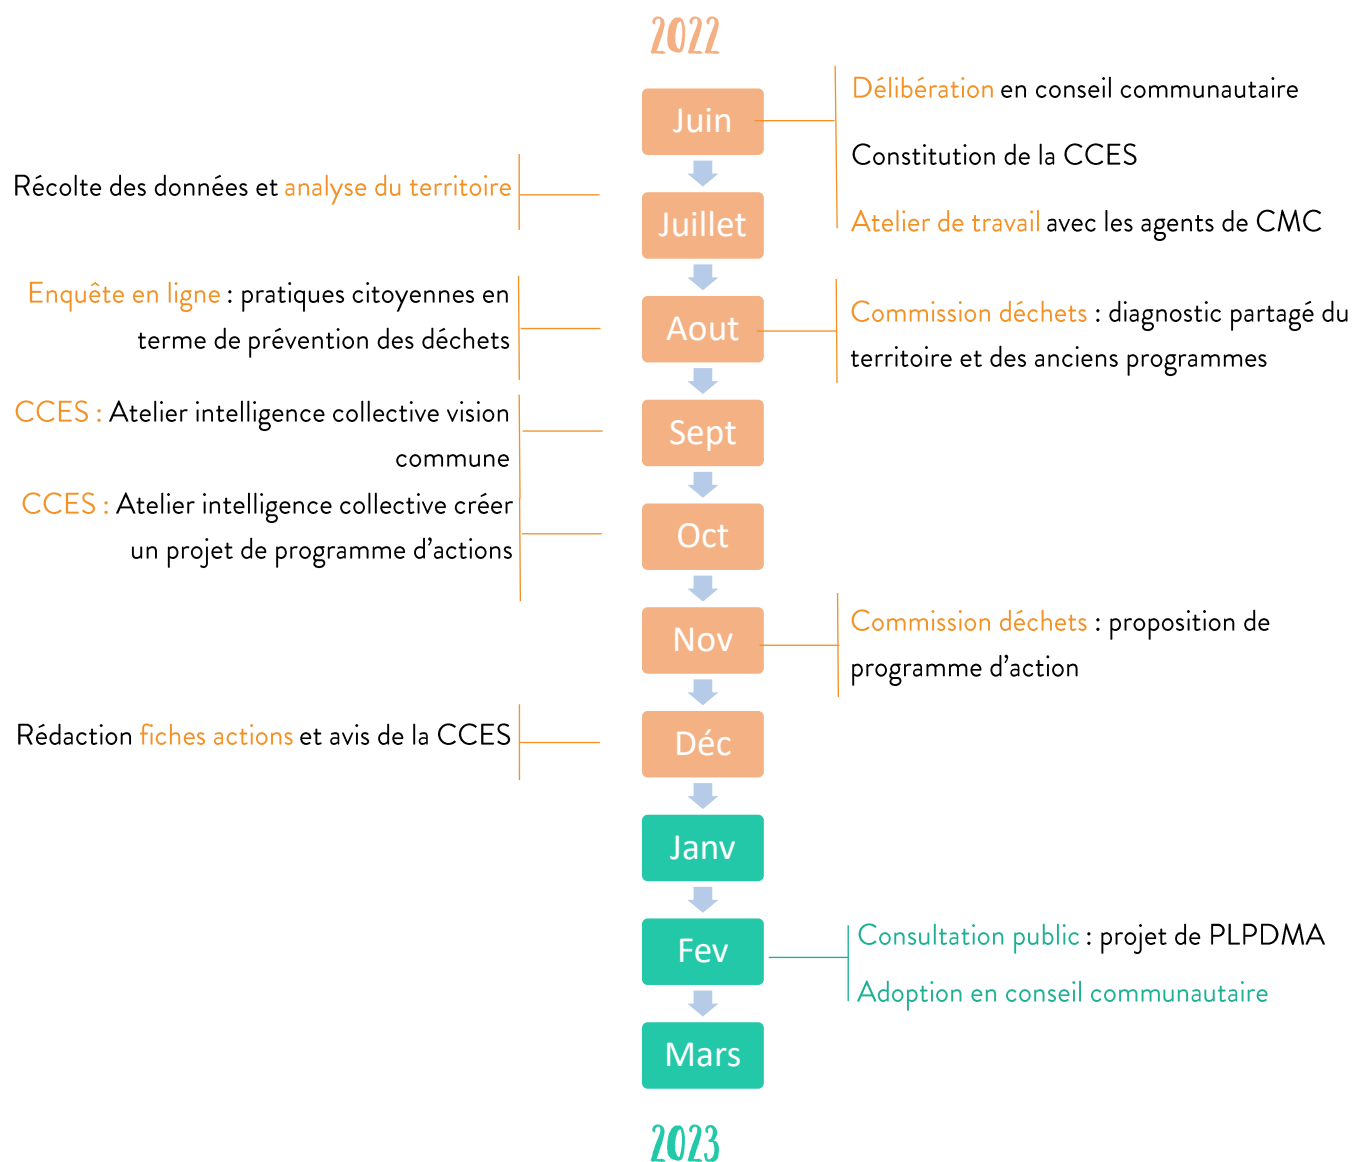 2022
Juin
Délibération en conseil communautaire
Constitution de la CCES
Atelier de travail avec les agents de CMC
Récolte des données et analyse du territoire
Juillet
Enquête en ligne : pratiques citoyennes en
terme de prévention des déchets
Aout
Commission déchets : diagnostic partagé du
territoire et des anciens programmes
CCES : Atelier intelligence collective vision
commune
Sept
CCES : Atelier intelligence collective créer
un projet de programme d’actions
Oct
Nov
Commission déchets : proposition de
programme d’action
Rédaction fiches actions et avis de la CCES
Déc
Janv
Fev
Consultation public : projet de PLPDMA
Adoption en conseil communautaire
Mars
2023